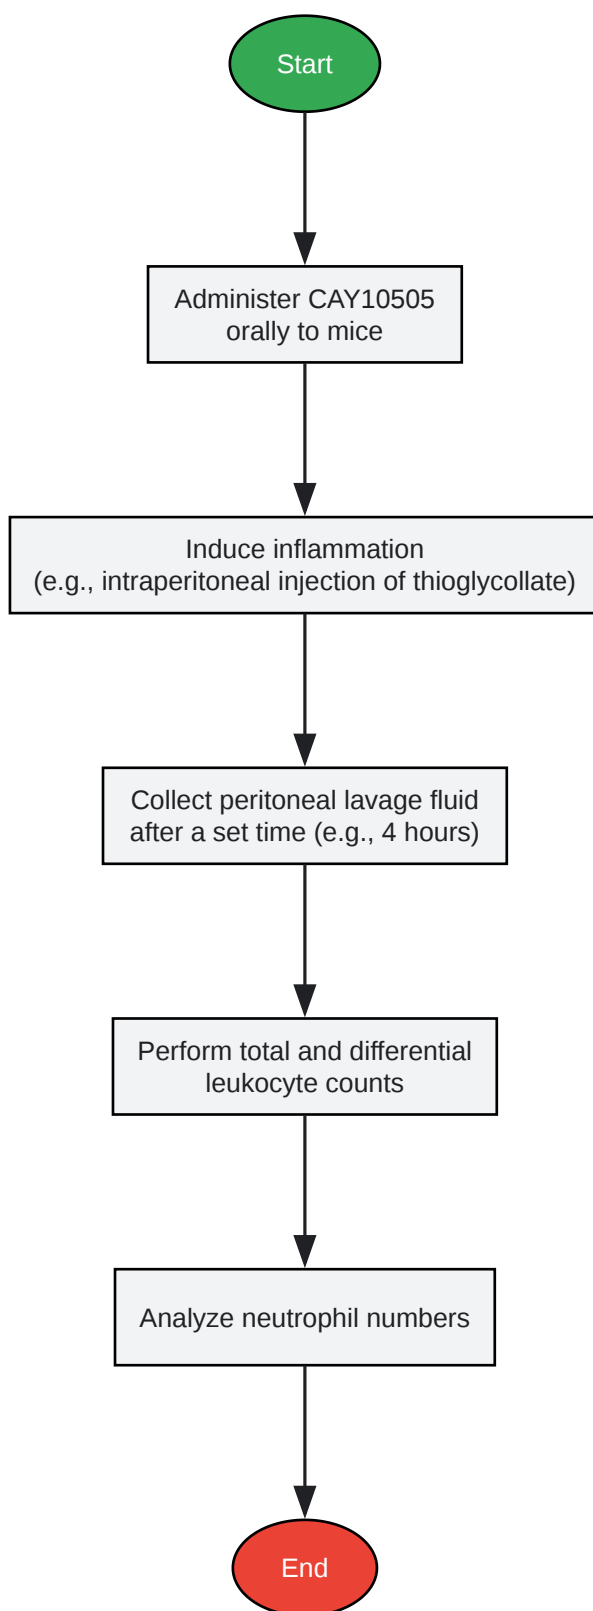 Start
Administer CAY10505
orally to mice
Induce inflammation
(e.g., intraperitoneal injection of thioglycollate)
Collect peritoneal lavage fluid
after a set time (e.g., 4 hours)
Perform total and differential
leukocyte counts
Analyze neutrophil numbers
End